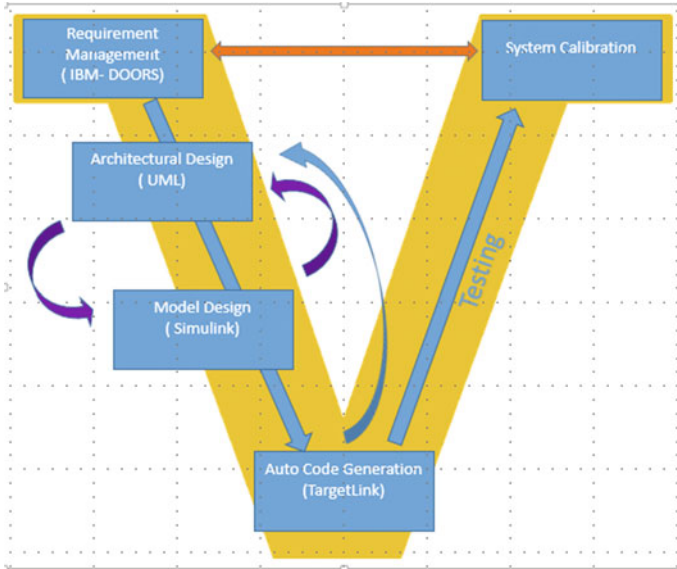 Requirement
Management
( IBM- DOORS)
System Calibration
Architectural Design
( UML)
Model Design
( Simulink)
Testing
Auto Code Generation
(TargetLink)